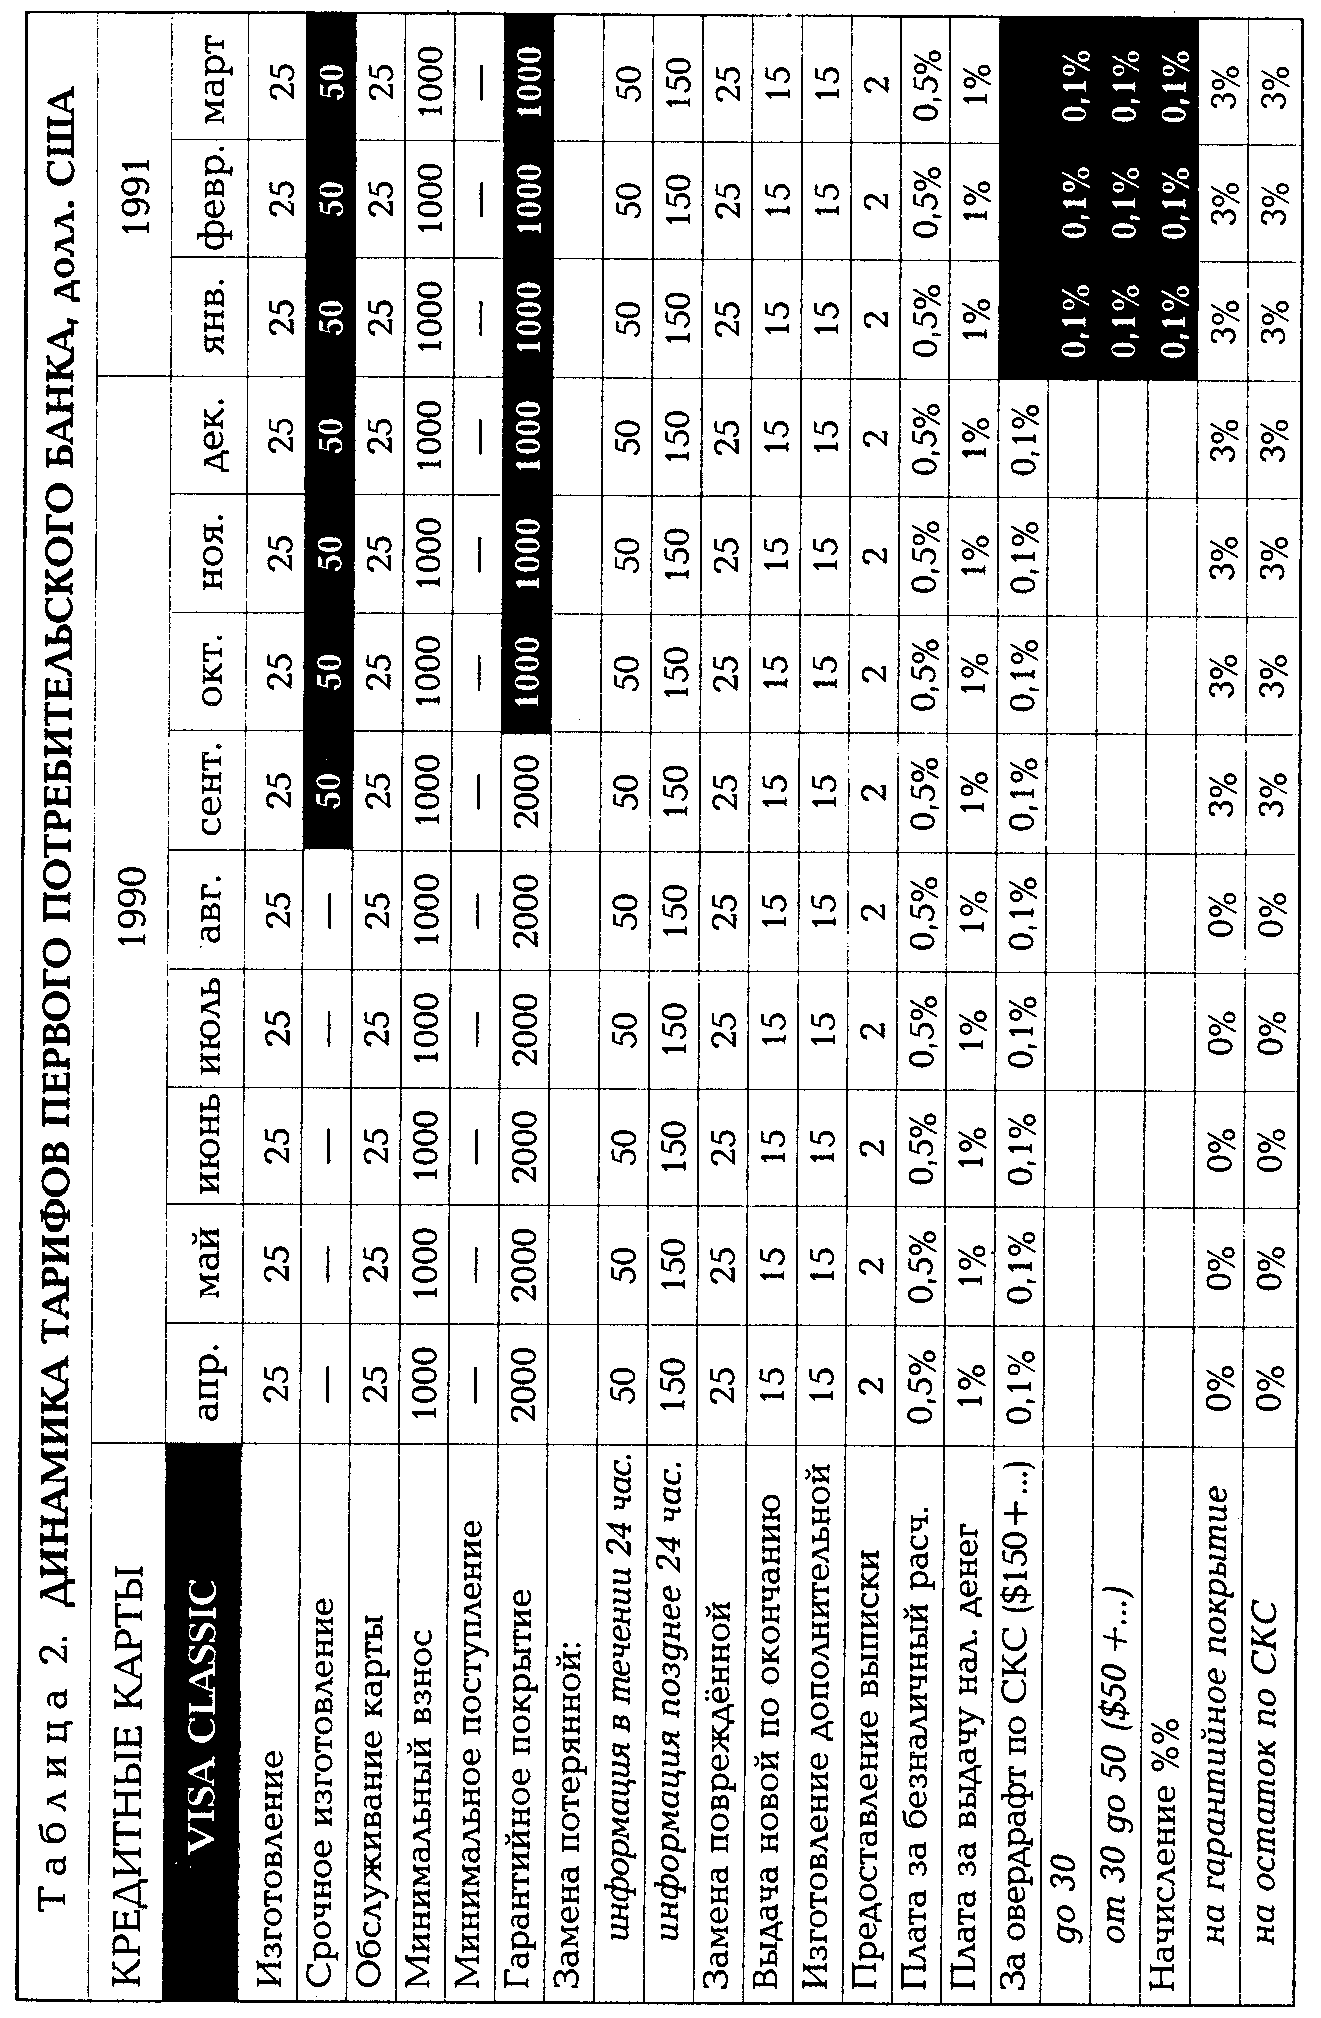 Таблица 2. ДИНАМИКА ТАРИФОВ ПЕРВОГО ПОТРЕБИТЕЛЬСКОГО БАНКА, долл. США
КРЕДИТНЫЕ КАРТЫ 1990 1991
VISA CLASSIC апр. май июнь июль авг. сент. окт. ноя. дек. янв. февр. март
Изготовление 25 25 25 25 25 25 25 25 25 25 25 25
Срочное изготовление — — — — — 50 50 50 50 50 50 50
Обслуживание карты 25 25 25 25 25 25 25 25 25 25 25 25
Минимальный взнос 1000 1000 1000 1000 1000 1000 1000 1000 1000 1000 1000 1000
Минимальное поступление — — — — — — — — — — — —
Гарантийное покрытие 2000 2000 2000 2000 2000 2000 1000 1000 1000 1000 1000 1000
Замена потерянной:
информация в течении 24 час. 50 50 50 50 50 50 50 50 50 50 50 50
информация позднее 24 час. 150 150 150 150 150 150 150 150 150 150 150 150
Замена повреждённой 25 25 25 25 25 25 25 25 25 25 25 25
Выдача новой по окончанию 15 15 15 15 15 15 15 15 15 15 15 15
Изготовление дополнительной 15 15 15 15 15 15 15 15 15 15 15 15
Предоставление выписки 2 2 2 2 2 2 2 2 2 2 2 2
Плата за безналичный расч. 0,5% 0,5% 0,5% 0,5% 0,5% 0,5% 0,5% 0,5% 0,5% 0,5% 0,5% 0,5%
Плата за выдачу нал. денег 1% 1% 1% 1% 1% 1% 1% 1% 1% 1% 1% 1%
За овердрафт по СКС ($150+...) 0,1% 0,1% 0,1% 0,1% 0,1% 0,1% 0,1% 0,1% 0,1%
до 30 0,1% 0,1% 0,1%
от 30 до 50 ($50 +...) 0,1% 0,1% 0,1%
Начисление %% 0,1% 0,1% 0,1%
на гарантийное покрытие 0% 0% 0% 0% 0% 3% 3% 3% 3% 3% 3% 3%
на остаток по СКС 0% 0% 0% 0% 0% 3% 3% 3% 3% 3% 3% 3%